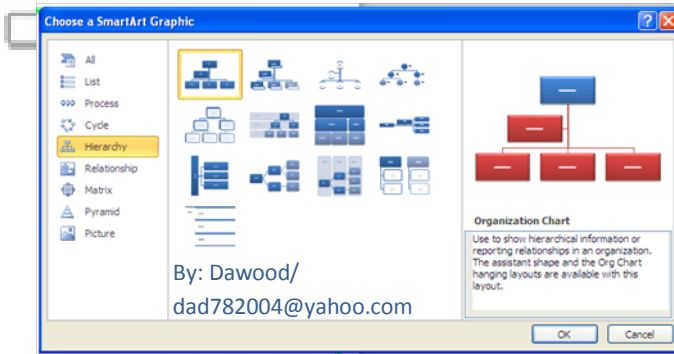 Choose a SmartArt Graphic
All
List
Process
Cycle
Hierarchy
Relationship
Matrix
Pyramid
Picture
By: Dawood/
dad782004@yahoo.com
Organization Chart
Use to show hierarchical information or
reporting relationships in an organization.
The assistant shape and the Org Chart
hanging layouts are available with this
layout.
OK
Cancel